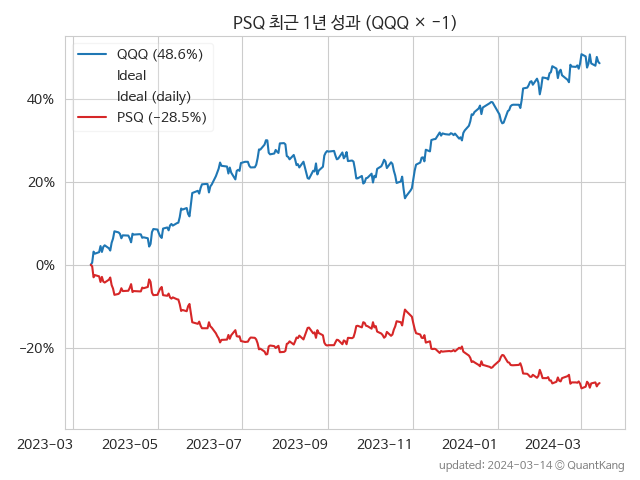 PSQ 최근 1년 성과 (QQQ × −1)
QQQ (48.6%)
Ideal
Ideal (daily)
PSQ (−28.5%)
40%
20%
0%
−20%
2023−03 2023−05 2023−07 2023−09 2023−11 2024−01 2024−03
updated: 2024−03−14 © QuantKang